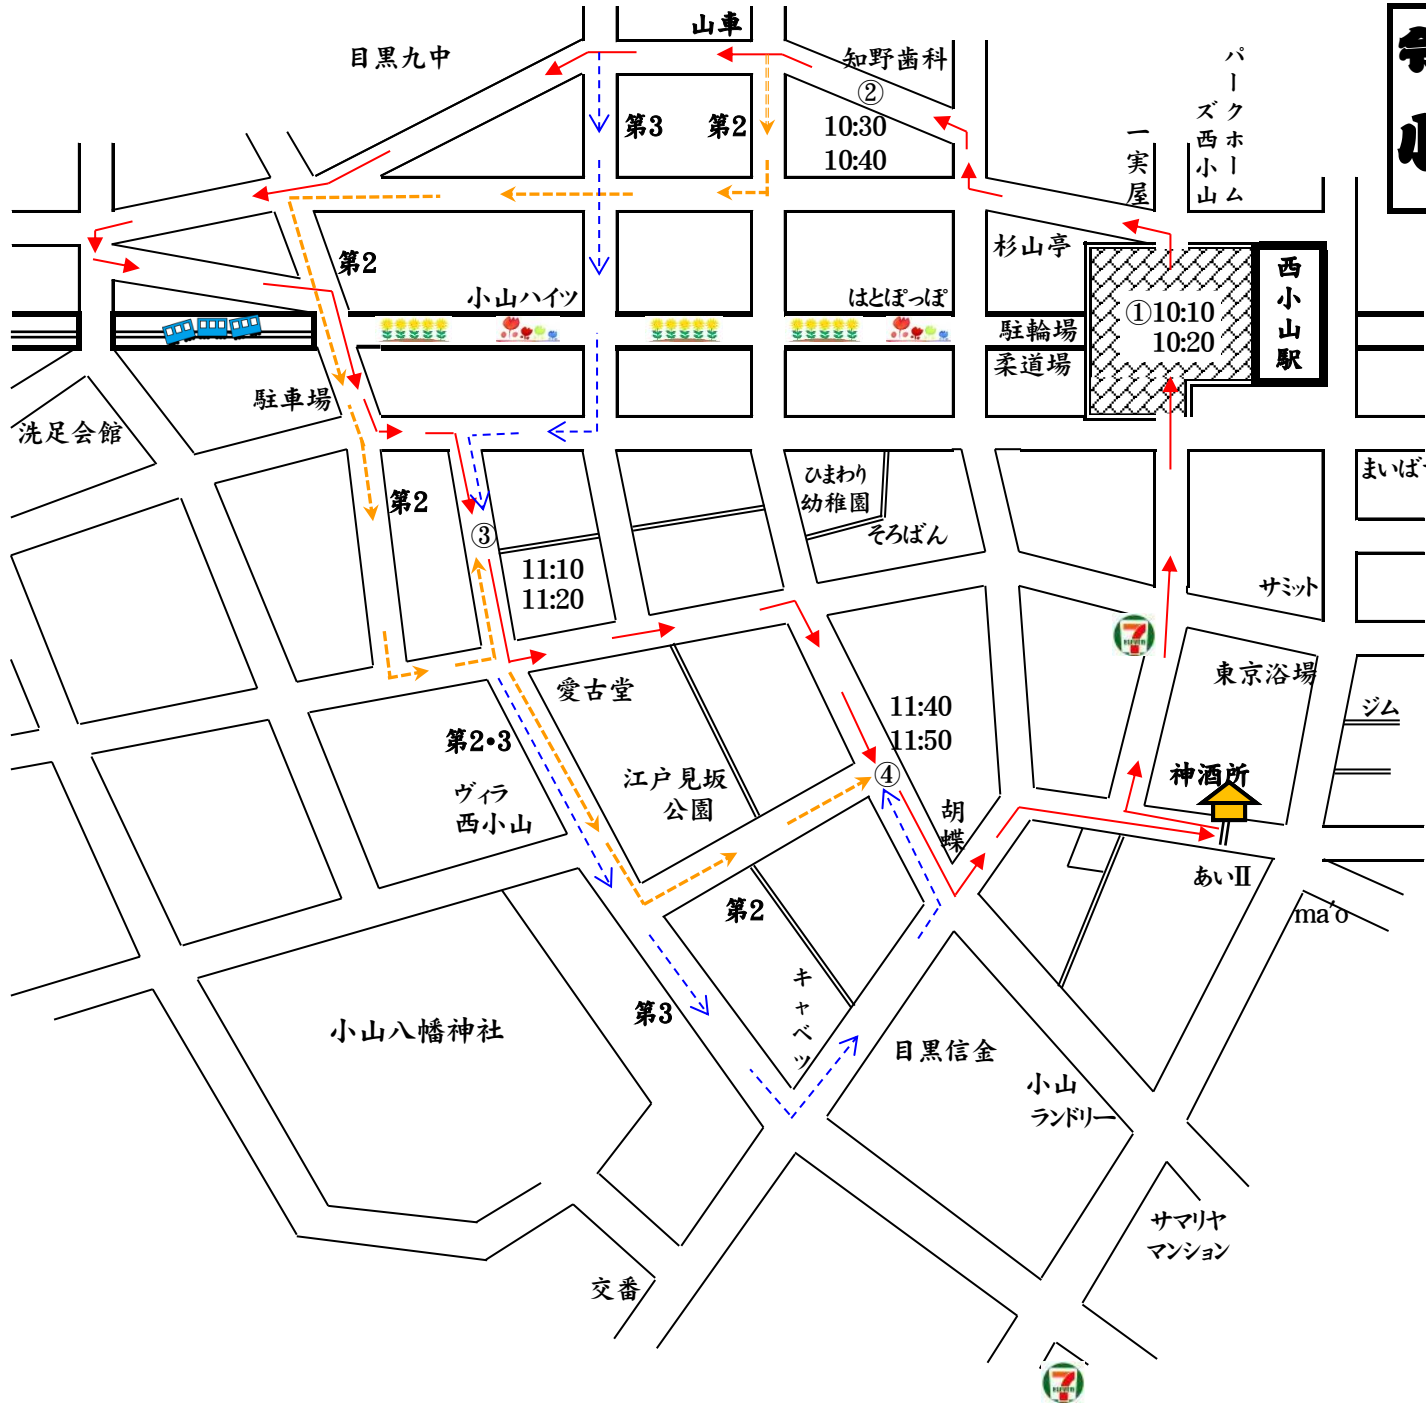 山車
目黒九中
知野歯科
②
10:30
10:40
第3
第2
パークホーム
ズ西小山
一実屋
杉山亭
第2
小山ハイツ
はとぽっぽ
駐輪場
柔道場
①10:10
10:20
西小山駅
駐車場
洗足会館
第2
③
11:10
11:20
ひまわり
幼稚園
そろばん
まいば
サミット
東京浴場
ジム
愛古堂
11:40
11:50
④
第2・3
ヴィラ
西小山
江戸見坂
公園
胡蝶
神酒所
あいⅡ
ma'o
第2
キャベツ
第3
小山八幡神社
目黒信金
小山
ランドリー
サマリヤ
マンション
交番
7
ELEVEN
7
ELEVEN